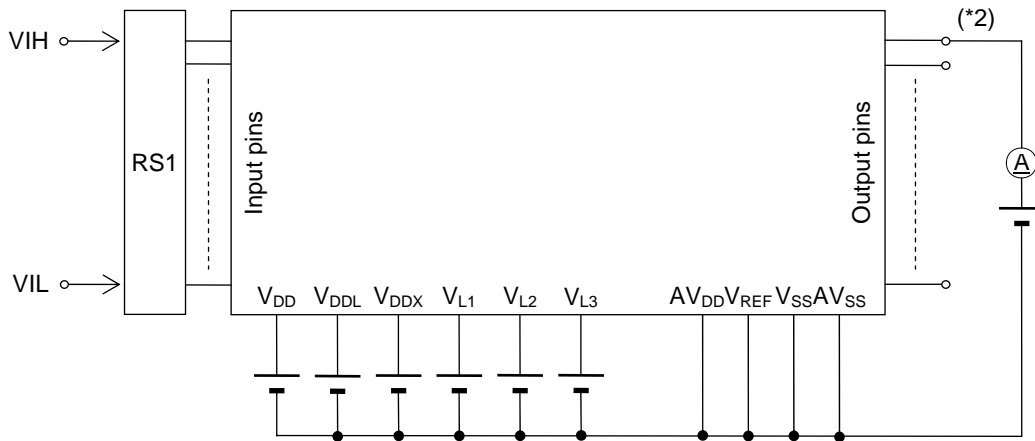 (*2)
VIH
RS1
Input pins
Output pins
A
VIL
VDD VDDL VDDX VL1 VL2 VL3 AVDD VREF VSS AVSS